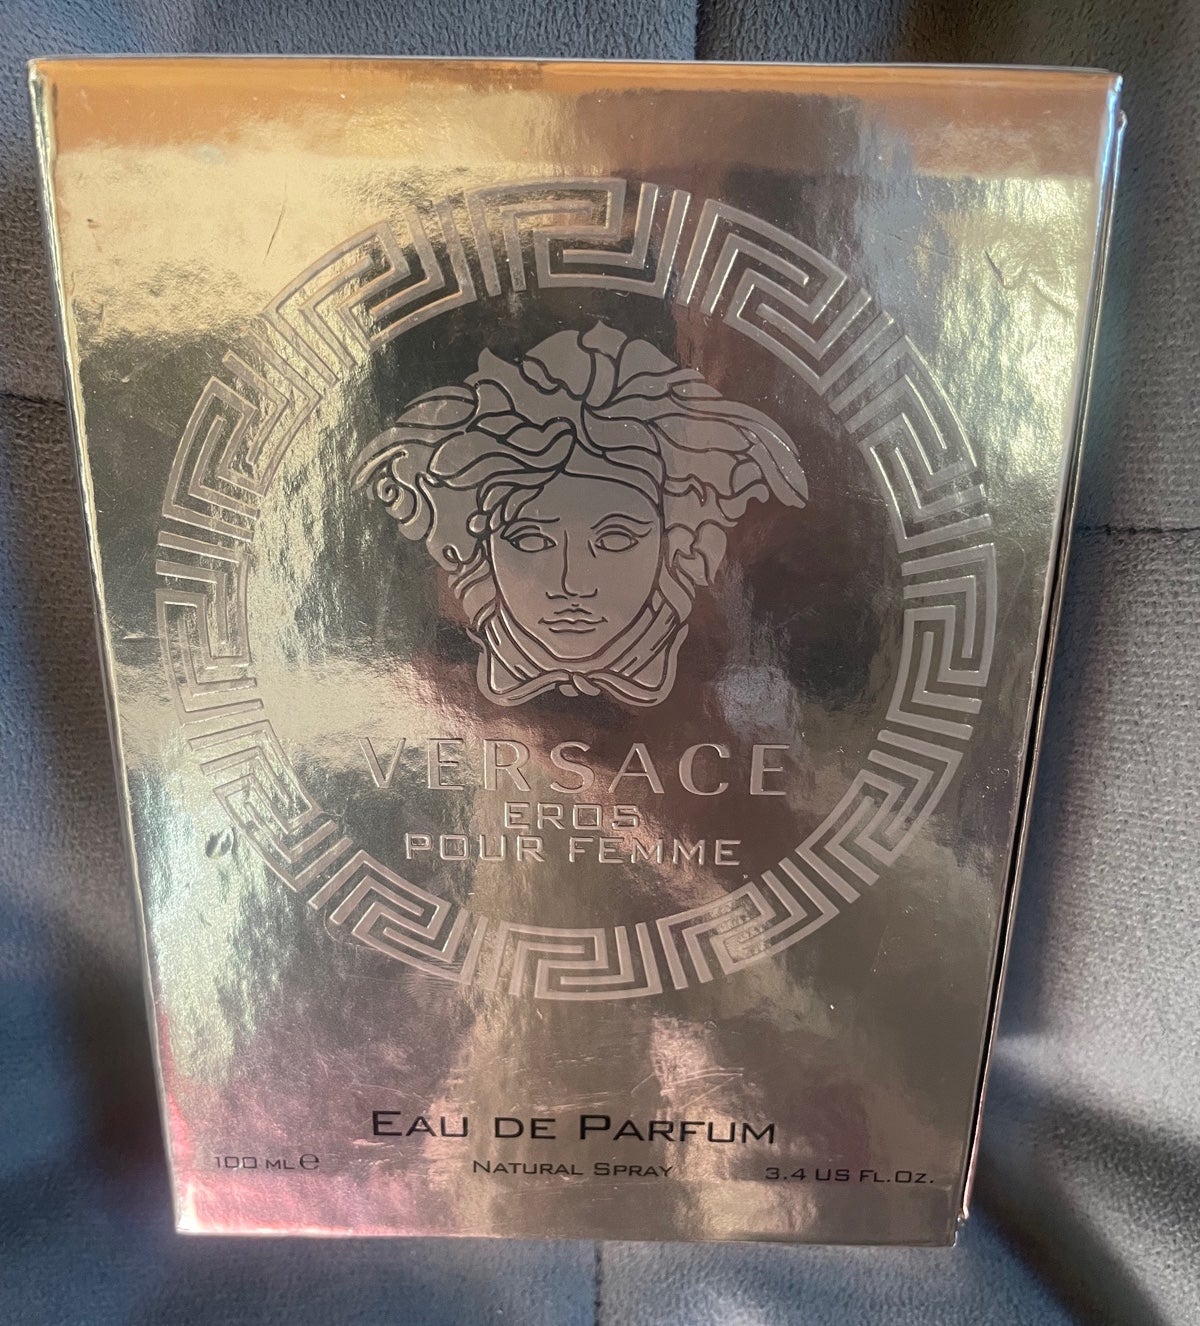 VERSACE
EROS
POUR FEMME
EAU DE PARFUM
100 ML ℮ NATURAL SPRAY 3.4 US FL.OZ.